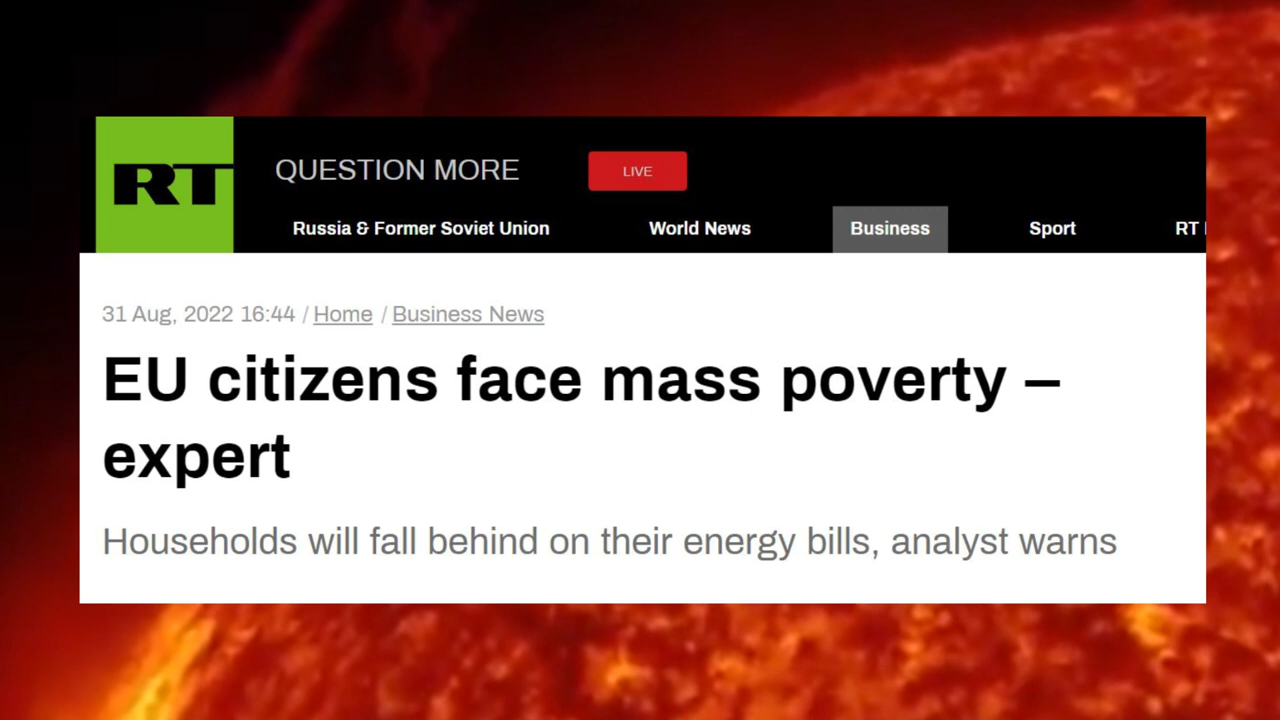 RT
QUESTION MORE
LIVE
Russia & Former Soviet Union
World News
Business
Sport
RT
31 Aug, 2022 16:44 / Home / Business News
EU citizens face mass poverty –
expert
Households will fall behind on their energy bills, analyst warns